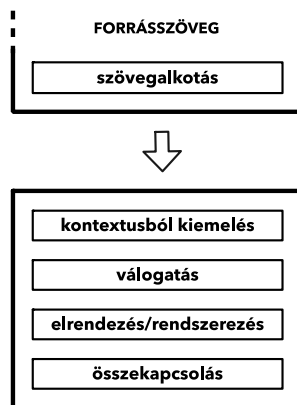 FORRÁSSZÖVEG
szövegalkotás
kontextusból kiemelés
válogatás
elrendezés/rendszerezés
összekapcsolás